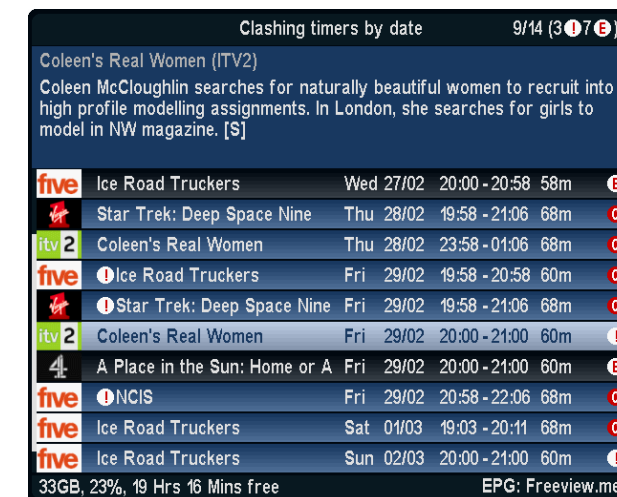 Clashing timers by date 9/14 (3!7E)
Coleen's Real Women (ITV2)
Coleen McCloughlin searches for naturally beautiful women to recruit into
high profile modelling assignments. In London, she searches for girls to
model in NW magazine. [S]
five Ice Road Truckers Wed 27/02 20:00 - 20:58 58m E
Star Trek: Deep Space Nine Thu 28/02 19:58 - 21:06 68m
itv 2 Coleen's Real Women Thu 28/02 23:58 - 01:06 68m
five !Ice Road Truckers Fri 29/02 19:58 - 20:58 60m
!Star Trek: Deep Space Nine Fri 29/02 19:58 - 21:06 68m
itv 2 Coleen's Real Women Fri 29/02 20:00 - 21:00 60m !
4 A Place in the Sun: Home or A Fri 29/02 20:00 - 21:00 60m E
five !NCIS Fri 29/02 20:58 - 22:06 68m
five Ice Road Truckers Sat 01/03 19:03 - 20:11 68m
five Ice Road Truckers Sun 02/03 20:00 - 21:00 60m !
33GB, 23%, 19 Hrs 16 Mins free EPG: Freeview.me